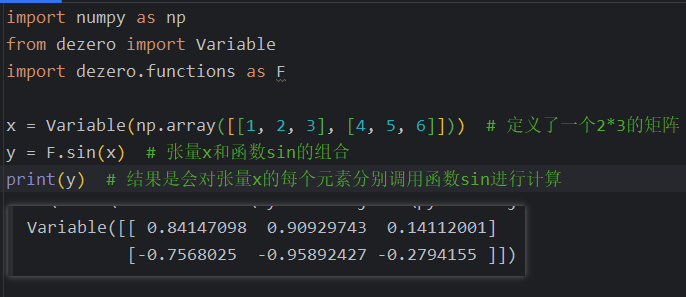 import numpy as np
from dezero import Variable
import dezero.functions as F
x = Variable(np.array([[1, 2, 3], [4, 5, 6]]))  # 定义了一个2*3的矩阵
y = F.sin(x)  # 张量x和函数sin的组合
print(y)  # 结果是会对张量x的每个元素分别调用函数sin进行计算
Variable([[ 0.84147098  0.90929743  0.14112001]
          [-0.7568025  -0.95892427 -0.2794155 ]])